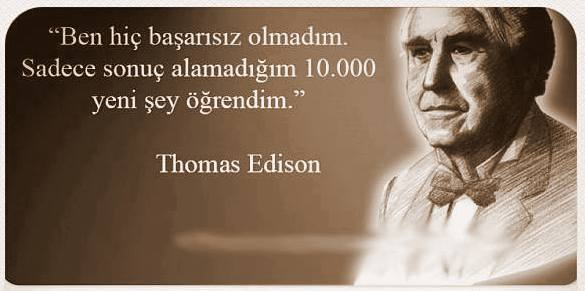 “Ben hiç başarısız olmadım.
Sadece sonuç alamadığım 10.000
yeni şey öğrendim.”
Thomas Edison